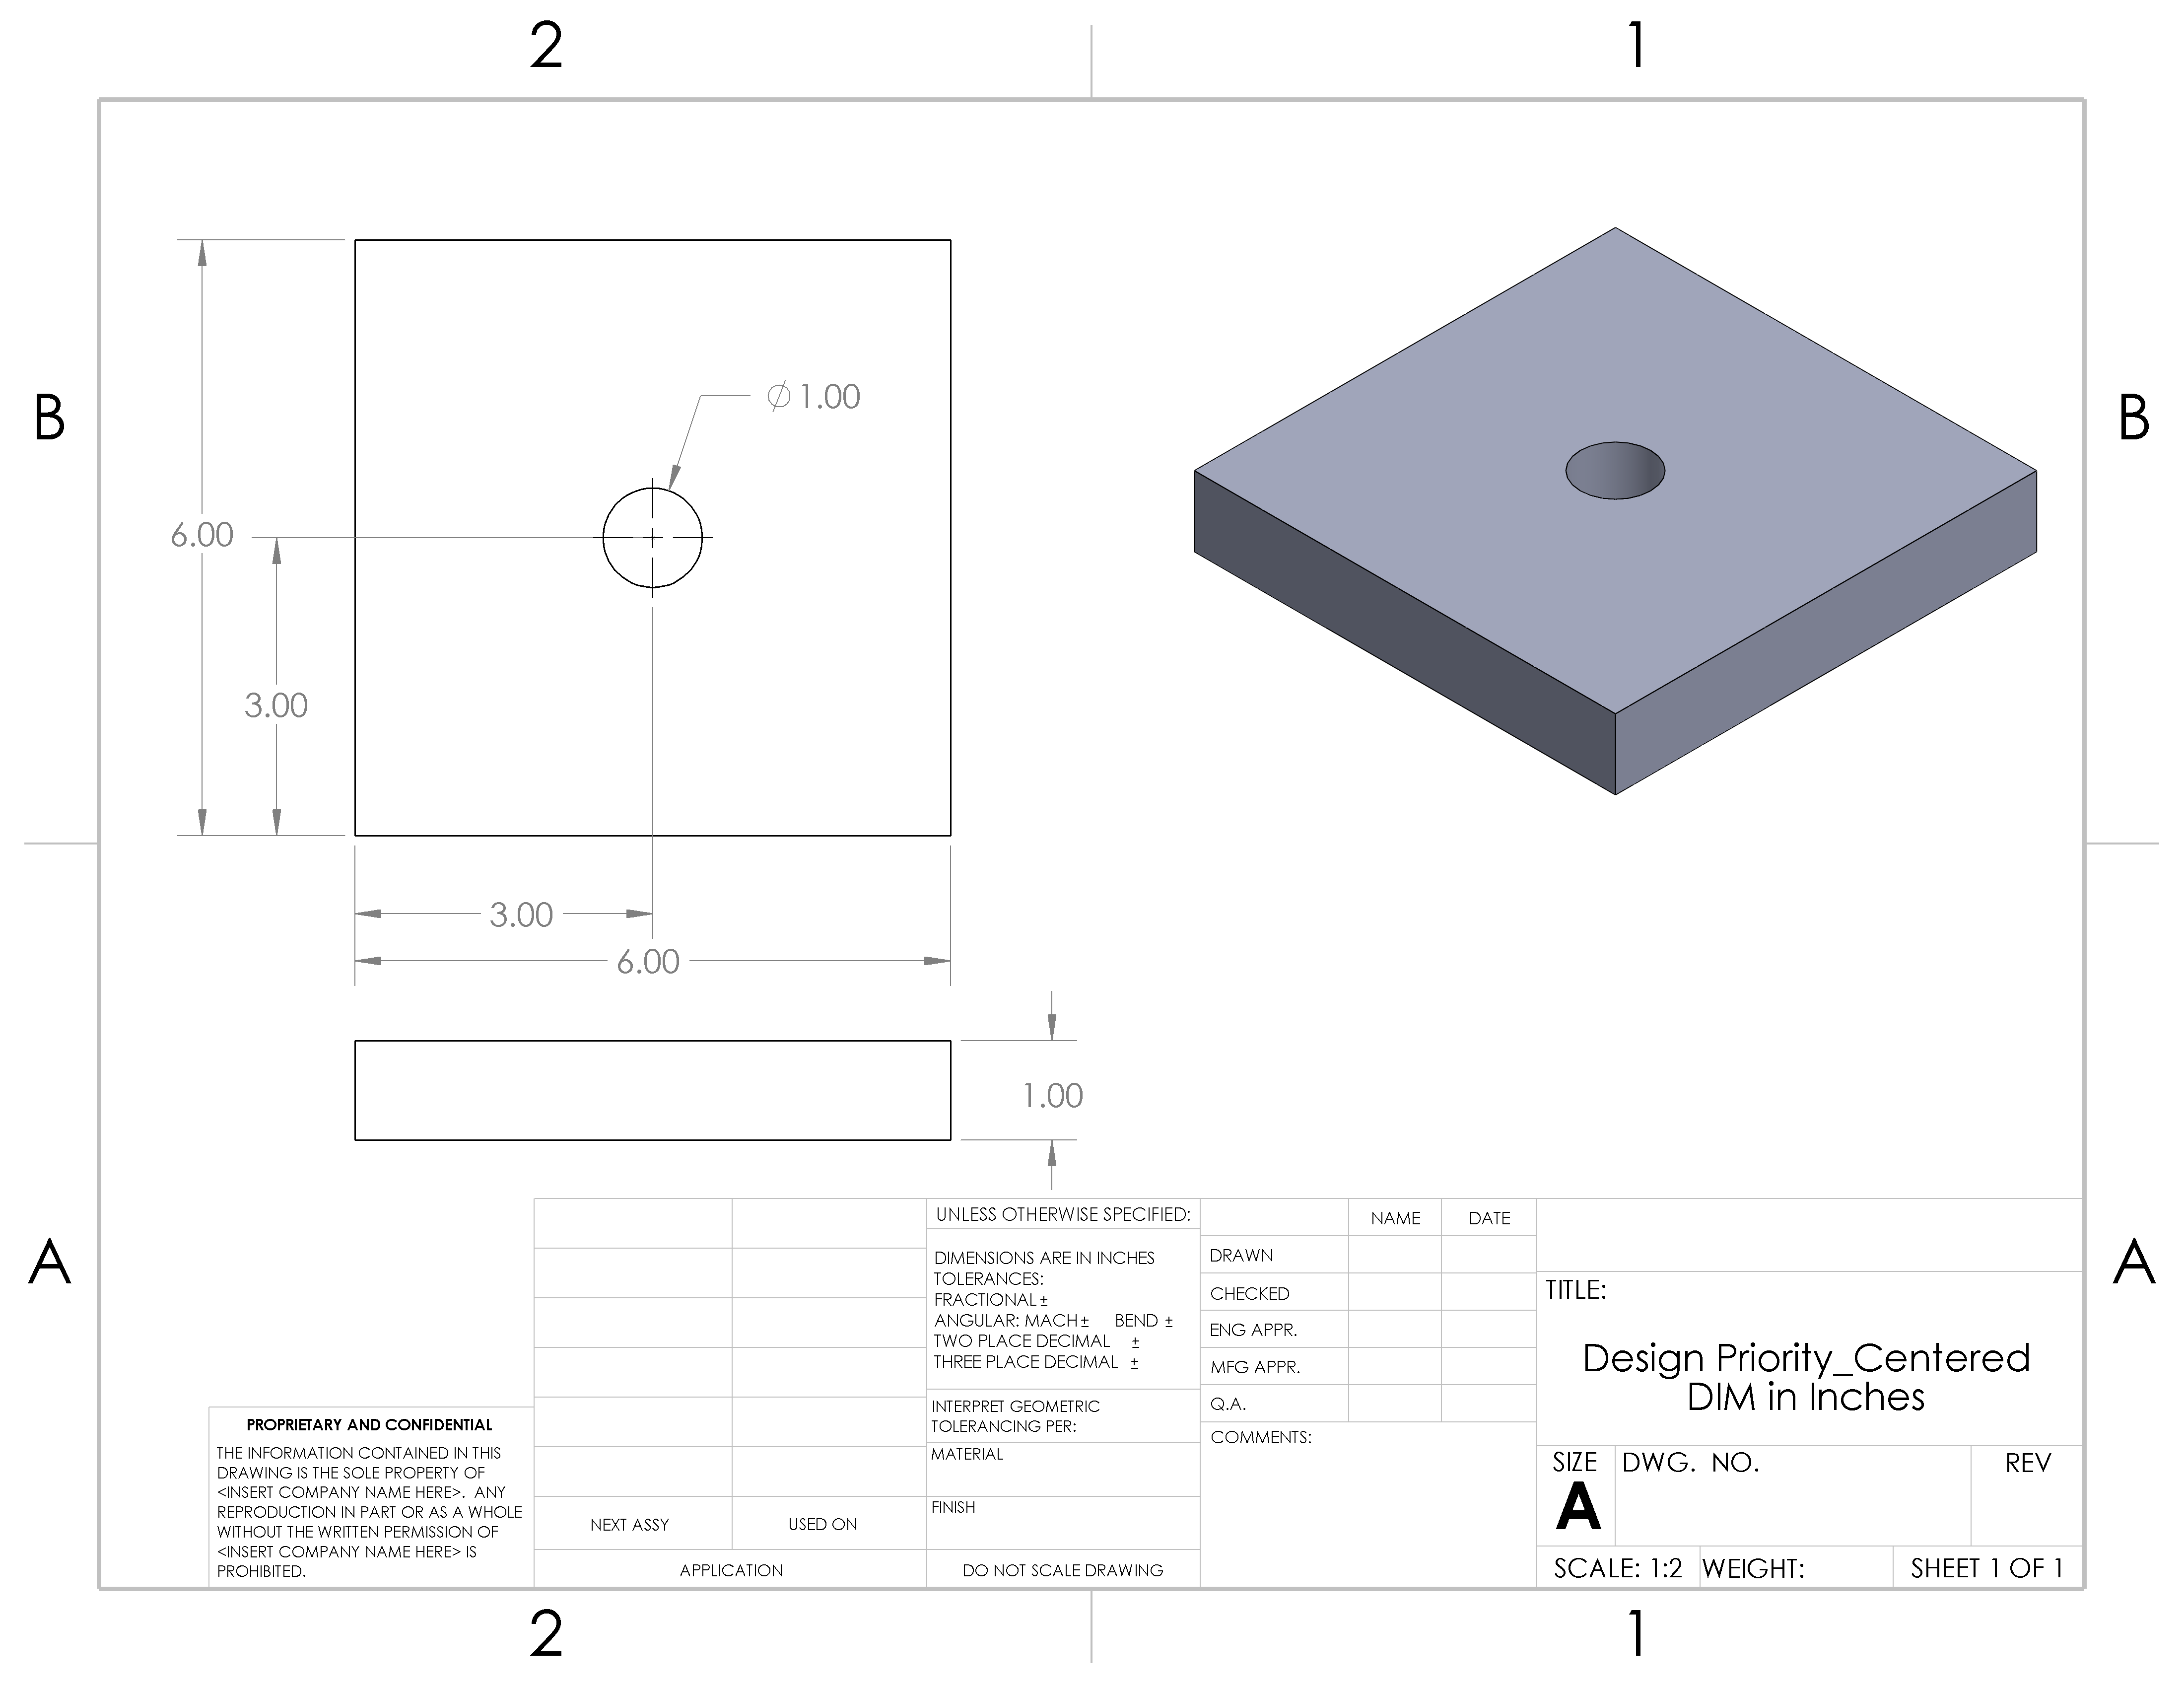 2
1
B
B
⌀1.00
6.00
3.00
3.00
6.00
1.00
A
A
UNLESS OTHERWISE SPECIFIED:
DIMENSIONS ARE IN INCHES
TOLERANCES:
FRACTIONAL ±
ANGULAR: MACH ± BEND ±
TWO PLACE DECIMAL ±
THREE PLACE DECIMAL ±
INTERPRET GEOMETRIC
TOLERANCING PER:
MATERIAL
FINISH
DO NOT SCALE DRAWING
NAME
DATE
DRAWN
CHECKED
ENG APPR.
MFG APPR.
Q.A.
COMMENTS:
TITLE:
Design Priority_Centered
DIM in Inches
SIZE
A
DWG. NO.
REV
SCALE: 1:2
WEIGHT:
SHEET 1 OF 1
PROPRIETARY AND CONFIDENTIAL
THE INFORMATION CONTAINED IN THIS
DRAWING IS THE SOLE PROPERTY OF
<INSERT COMPANY NAME HERE>. ANY
REPRODUCTION IN PART OR AS A WHOLE
WITHOUT THE WRITTEN PERMISSION OF
<INSERT COMPANY NAME HERE> IS
PROHIBITED.
NEXT ASSY
USED ON
APPLICATION
2
1